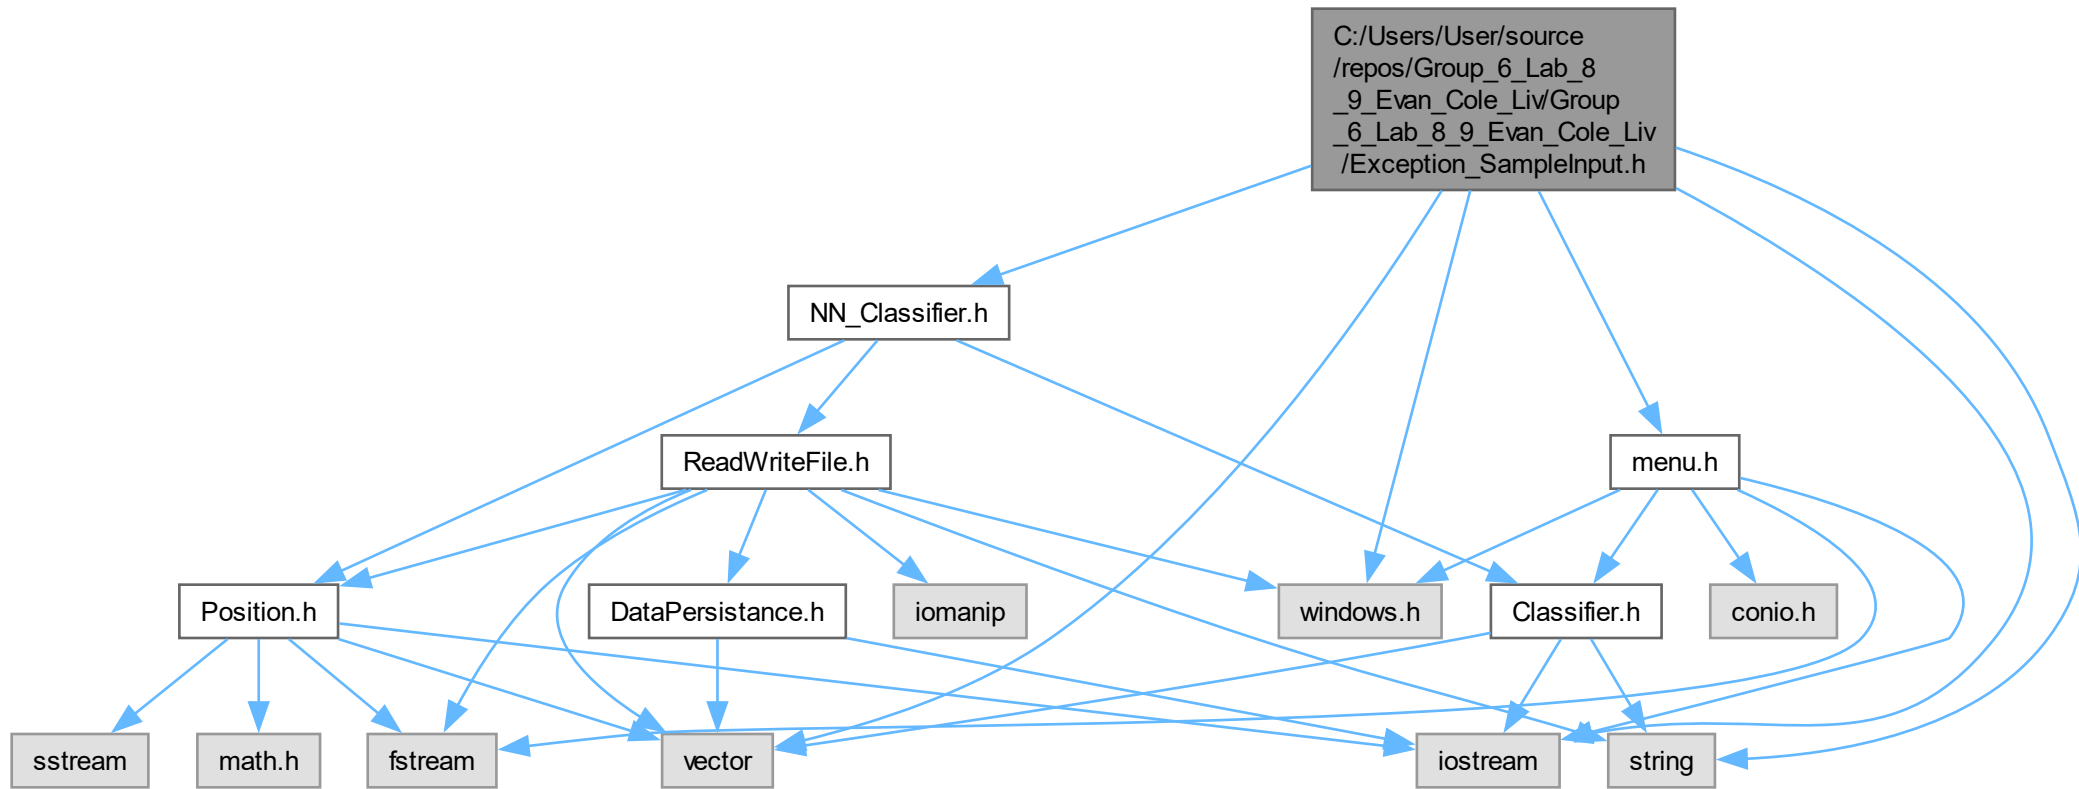 C:/Users/User/source
/repos/Group_6_Lab_8
_9_Evan_Cole_Liv/Group
_6_Lab_8_9_Evan_Cole_Liv
/Exception_SampleInput.h
NN_Classifier.h
ReadWriteFile.h
menu.h
Position.h
DataPersistance.h
iomanip
windows.h
Classifier.h
conio.h
sstream
math.h
fstream
vector
iostream
string